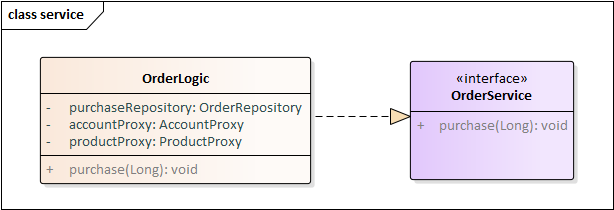 class service
OrderLogic
- purchaseRepository: OrderRepository
- accountProxy: AccountProxy
- productProxy: ProductProxy
+ purchase(Long): void
«interface»
OrderService
+ purchase(Long): void